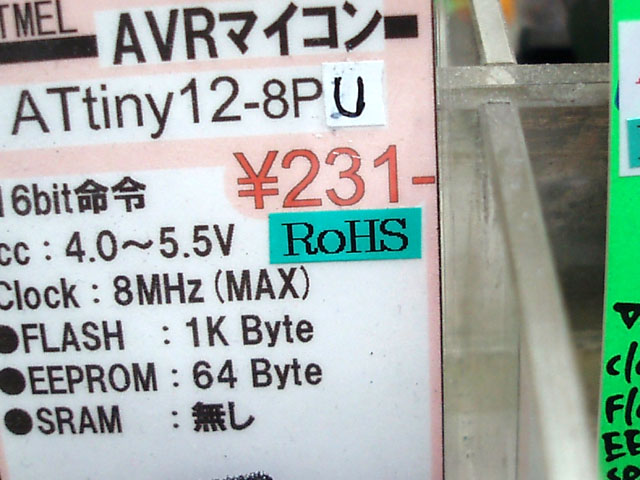 TMEL
AVRマイコン
ATtiny12-8PU
¥231-
16bit命令
RoHS
cc : 4.0～5.5V
Clock : 8MHz (MAX)
●FLASH : 1K Byte
●EEPROM : 64 Byte
●SRAM : 無し